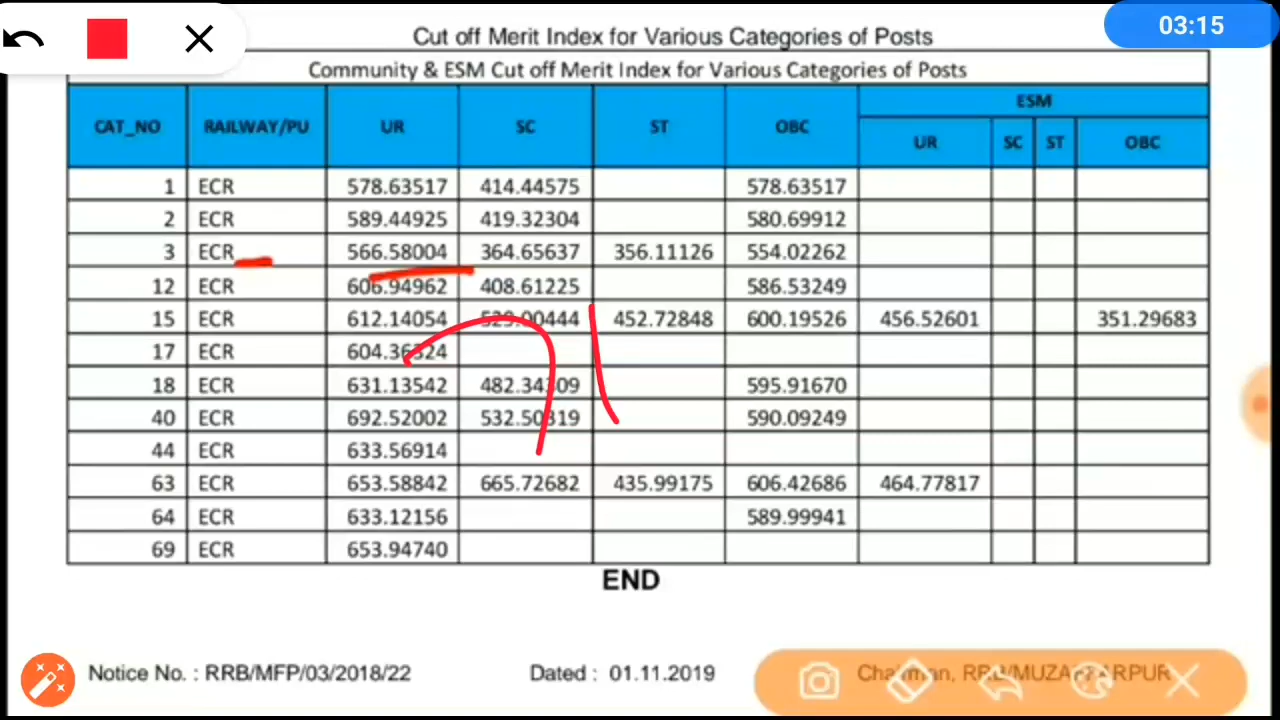 03:15
Cut off Merit Index for Various Categories of Posts
Community & ESM Cut off Merit Index for Various Categories of Posts
CAT_NO RAILWAY/PU UR SC ST OBC ESM
UR SC ST OBC
1 ECR 578.63517 414.44575 578.63517
2 ECR 589.44925 419.32304 580.69912
3 ECR 566.58004 364.65637 356.11126 554.02262
12 ECR 606.94962 408.61225 586.53249
15 ECR 612.14054 452.72848 600.19526 456.52601 351.29683
17 ECR 604.36324
18 ECR 631.13542 595.91670
40 ECR 692.52002 590.09249
44 ECR 633.56914
63 ECR 653.58842 665.72682 435.99175 606.42686 464.77817
64 ECR 633.12156 589.99941
69 ECR 653.94740
END
Notice No. : RRB/MFP/03/2018/22 Dated : 01.11.2019 Chairman, RRB/MUZAFFARPUR